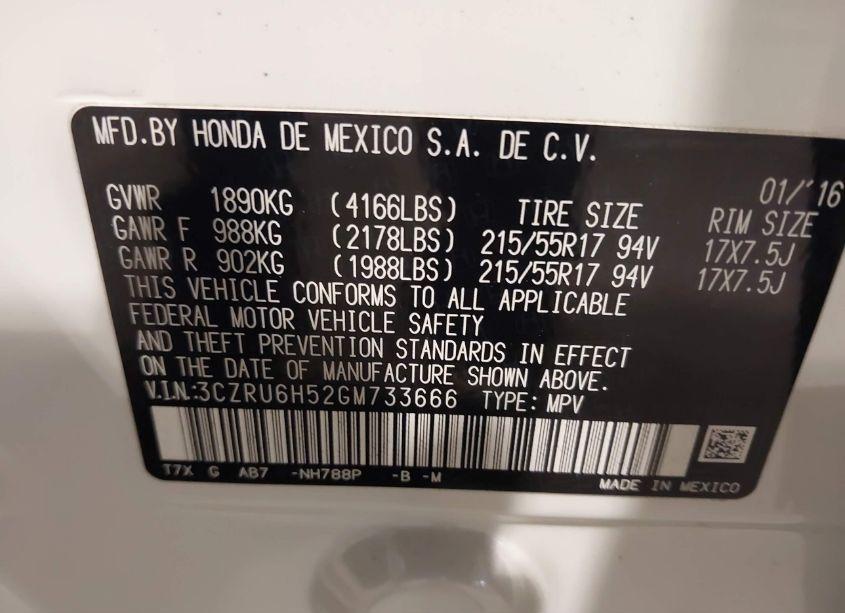 MFD.BY HONDA DE MEXICO S.A. DE C.V.
01/'16
GVWR 1890KG (4166LBS) TIRE SIZE RIM SIZE
GAWR F 988KG (2178LBS) 215/55R17 94V 17X7.5J
GAWR R 902KG (1988LBS) 215/55R17 94V 17X7.5J
THIS VEHICLE CONFORMS TO ALL APPLICABLE
FEDERAL MOTOR VEHICLE SAFETY
AND THEFT PREVENTION STANDARDS IN EFFECT
ON THE DATE OF MANUFACTURE SHOWN ABOVE.
V.I.N.:3CZRU6H52GM733666 TYPE: MPV
T7X G AB7 -NH788P -B -M
MADE IN MEXICO